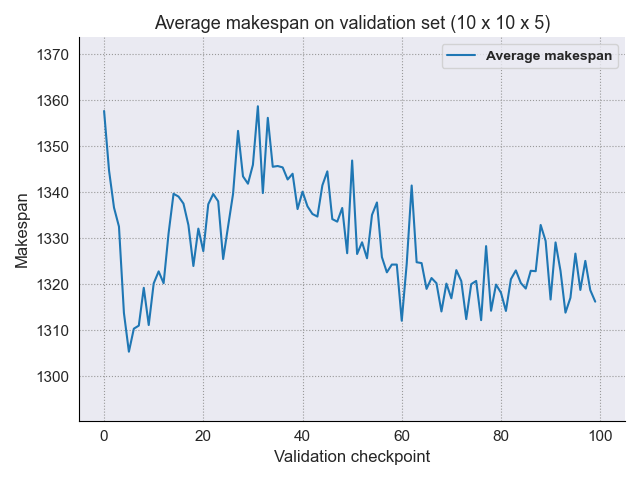 Average makespan on validation set (10 x 10 x 5)
Average makespan
Makespan
1370
1360
1350
1340
1330
1320
1310
1300
0 20 40 60 80 100
Validation checkpoint